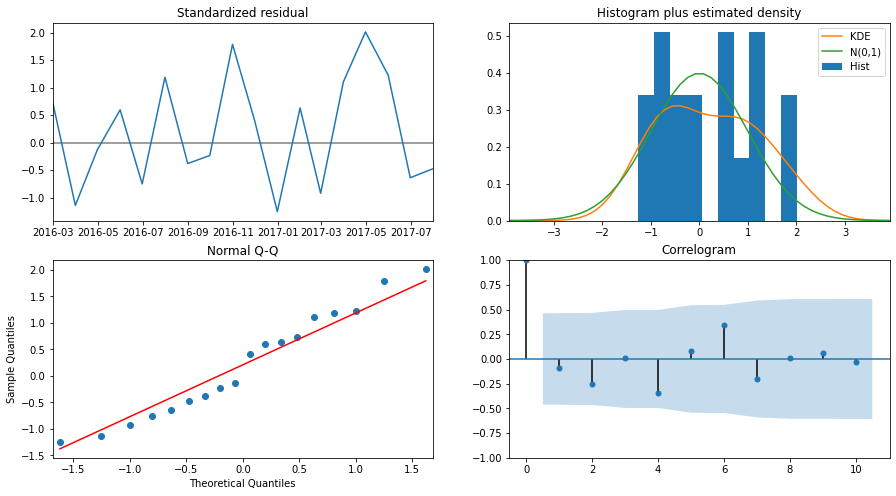 Standardized residual
2.0
1.5
1.0
0.5
0.0
−0.5
−1.0
2016-03 2016-05 2016-07 2016-09 2016-11 2017-01 2017-03 2017-05 2017-07
Histogram plus estimated density
KDE
N(0,1)
Hist
0.5
0.4
0.3
0.2
0.1
0.0
−3 −2 −1 0 1 2 3
Normal Q-Q
Sample Quantiles
2.0
1.5
1.0
0.5
0.0
−0.5
−1.0
−1.5
−1.5 −1.0 −0.5 0.0 0.5 1.0 1.5
Theoretical Quantiles
Correlogram
1.00
0.75
0.50
0.25
0.00
−0.25
−0.50
−0.75
−1.00
0 2 4 6 8 10